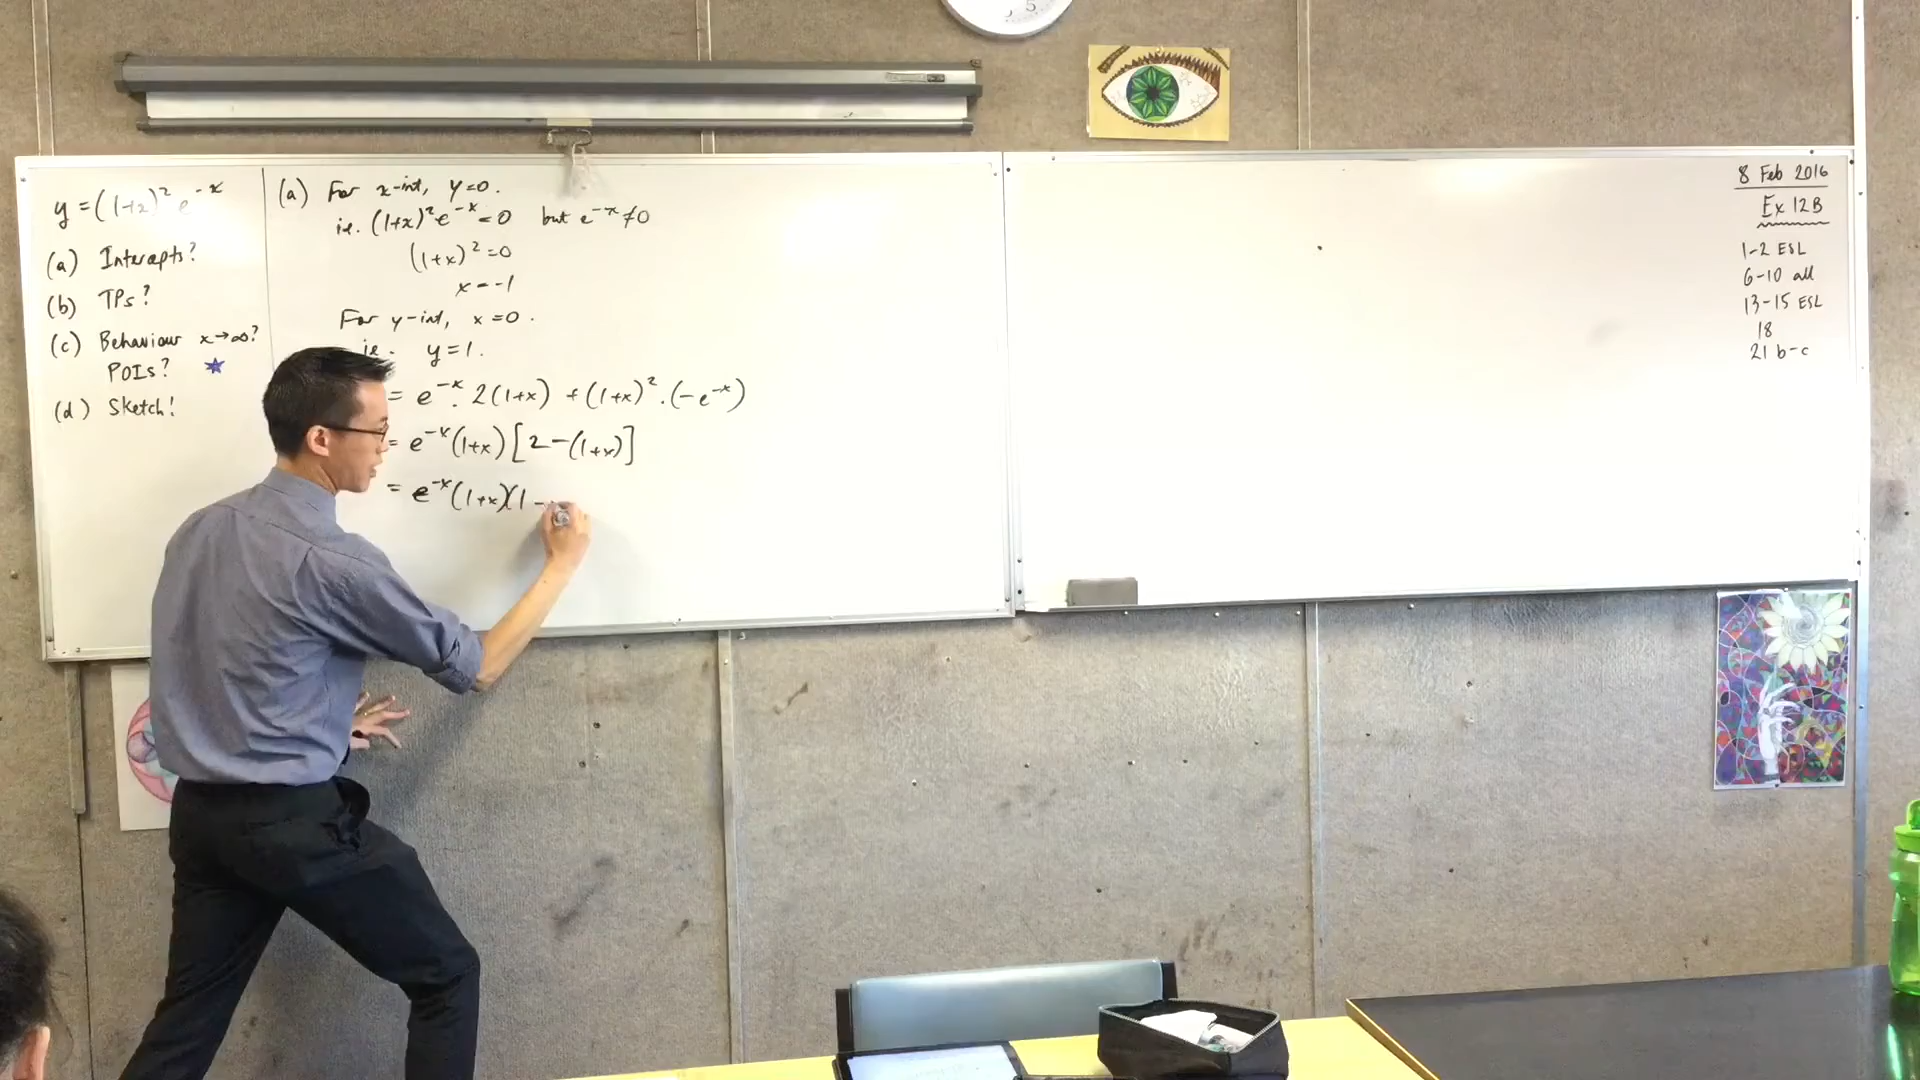 y = (1+x)² e⁻ˣ
(a) Intercepts?
(b) TPs?
(c) Behaviour x→∞?
POIs?
(d) Sketch!
(a) For x-int, y=0.
i.e. (1+x)² e⁻ˣ = 0 but e⁻ˣ ≠ 0
(1+x)² = 0
x = -1
For y-int, x=0.
i.e. y=1.
= e⁻ˣ. 2(1+x) + (1+x)². (-e⁻ˣ)
= e⁻ˣ(1+x)[2-(1+x)]
= e⁻ˣ(1+x)(1-
8 Feb 2016
Ex 12B
1-2 ESL
6-10 all
13-15 ESL
18
21 b-c
5